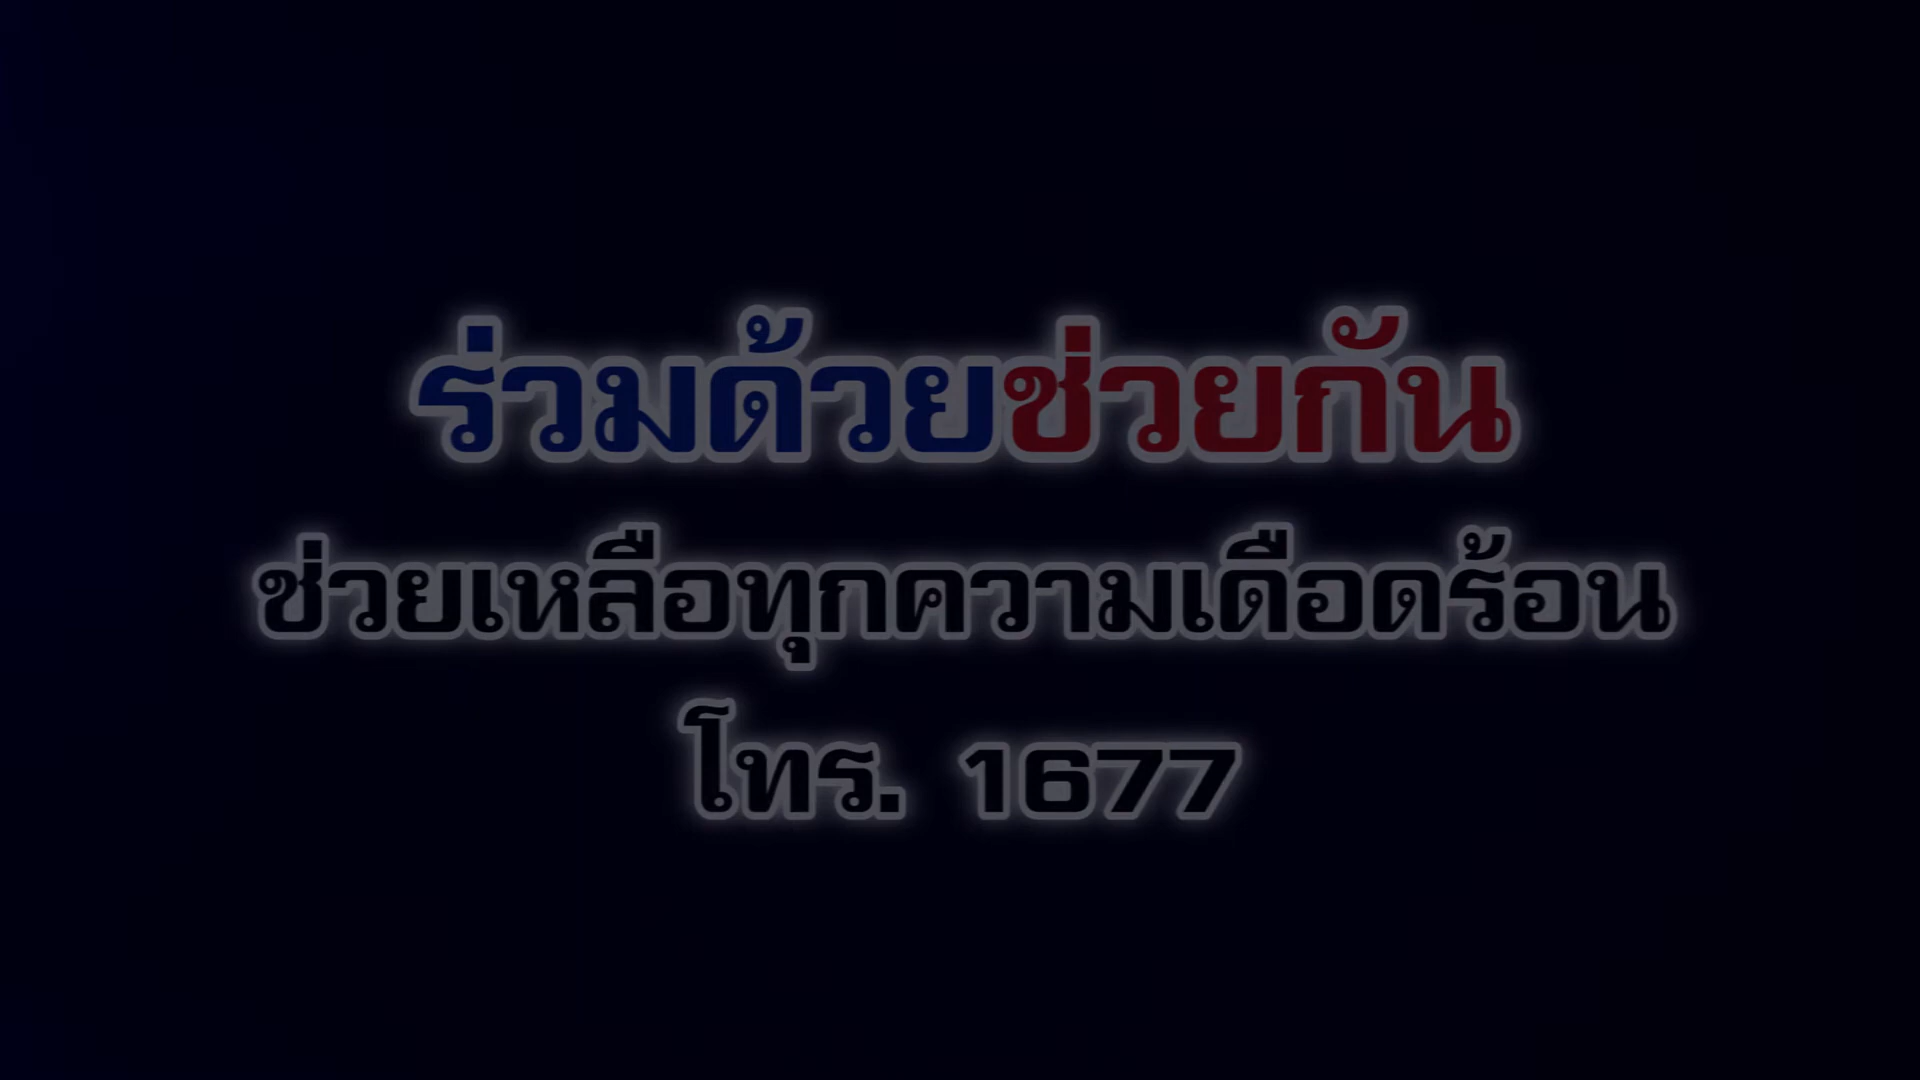 ร่วมด้วยช่วยกัน
ช่วยเหลือทุกความเดือดร้อน
โทร. 1677